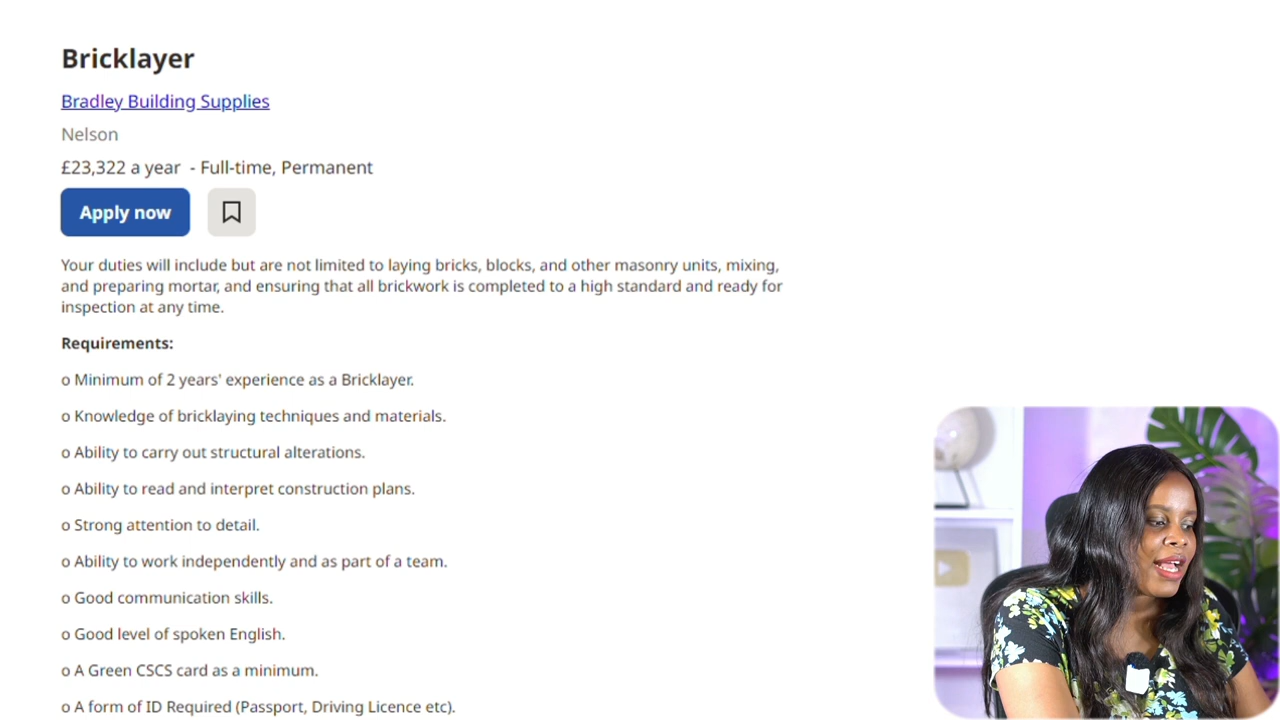 Bricklayer
Bradley Building Supplies
Nelson
£23,322 a year - Full-time, Permanent
Apply now
Your duties will include but are not limited to laying bricks, blocks, and other masonry units, mixing,
and preparing mortar, and ensuring that all brickwork is completed to a high standard and ready for
inspection at any time.
Requirements:
o Minimum of 2 years' experience as a Bricklayer.
o Knowledge of bricklaying techniques and materials.
o Ability to carry out structural alterations.
o Ability to read and interpret construction plans.
o Strong attention to detail.
o Ability to work independently and as part of a team.
o Good communication skills.
o Good level of spoken English.
o A Green CSCS card as a minimum.
o A form of ID Required (Passport, Driving Licence etc).